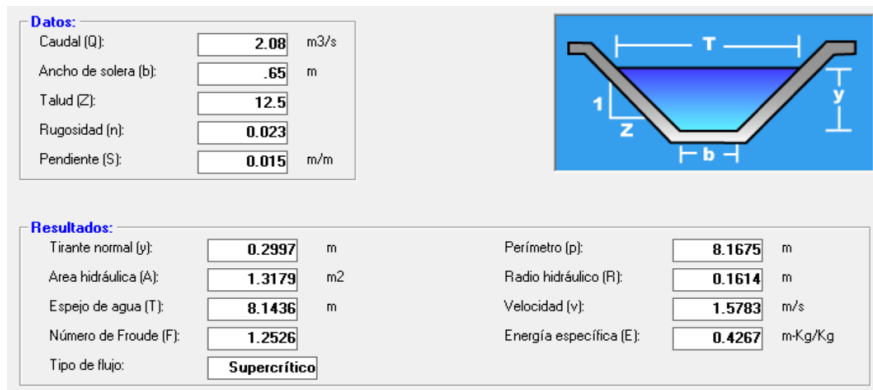 Datos:
Caudal (Q): 2.08 m3/s
Ancho de solera (b): .65 m
Talud (Z): 12.5
Rugosidad (n): 0.023
Pendiente (S): 0.015 m/m
T
1
Z
y
b
Resultados:
Tirante normal (y): 0.2997 m Perímetro (p): 8.1675 m
Area hidráulica (A): 1.3179 m2 Radio hidráulico (R): 0.1614 m
Espejo de agua (T): 8.1436 m Velocidad (v): 1.5783 m/s
Número de Froude (F): 1.2526 Energía específica (E): 0.4267 m-Kg/Kg
Tipo de flujo: Supercrítico